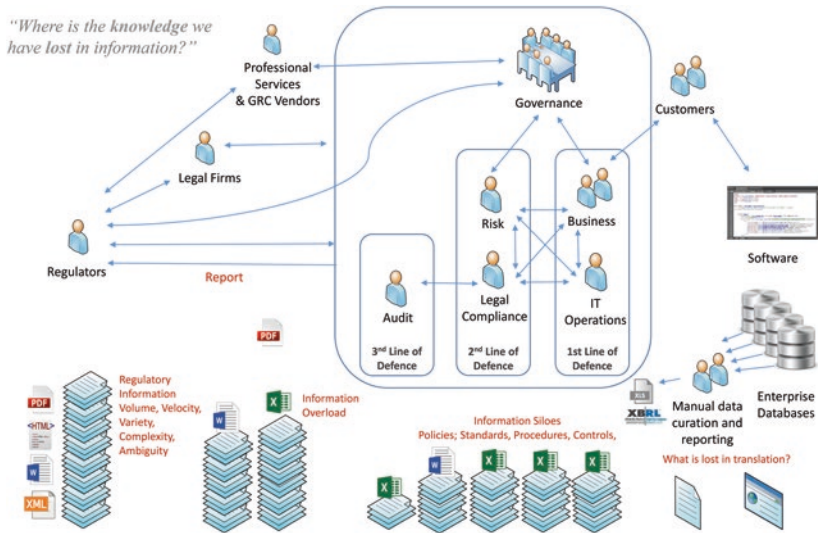 “Where is the knowledge we
have lost in information?”
Professional
Services
& GRC Vendors
Governance
Customers
Legal Firms
Risk
Business
Software
Regulators
Report
Audit
Legal
Compliance
IT
Operations
3nd Line of
Defence
2nd Line of
Defence
1st Line of
Defence
PDF
Manual data
curation and
reporting
Enterprise
Databases
XLS
XBRL
Regulatory
Information
Volume, Velocity,
Variety,
Complexity,
Ambiguity
PDF
<HTML>
W
XML
W
X
Information
Overload
Information Siloes
Policies; Standards, Procedures, Controls,
X
W
X
X
X
What is lost in translation?